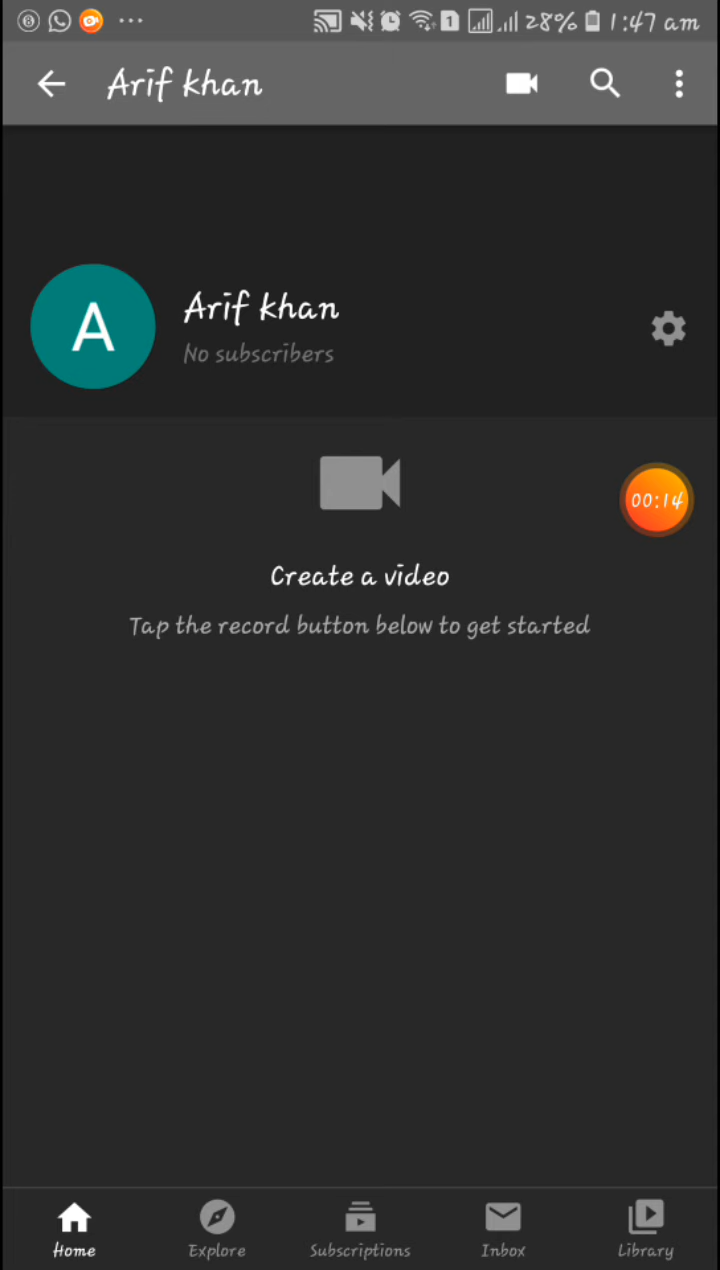 28% 1:47 am
Arif khan
A
Arif khan
No subscribers
00:14
Create a video
Tap the record button below to get started
Home Explore Subscriptions Inbox Library